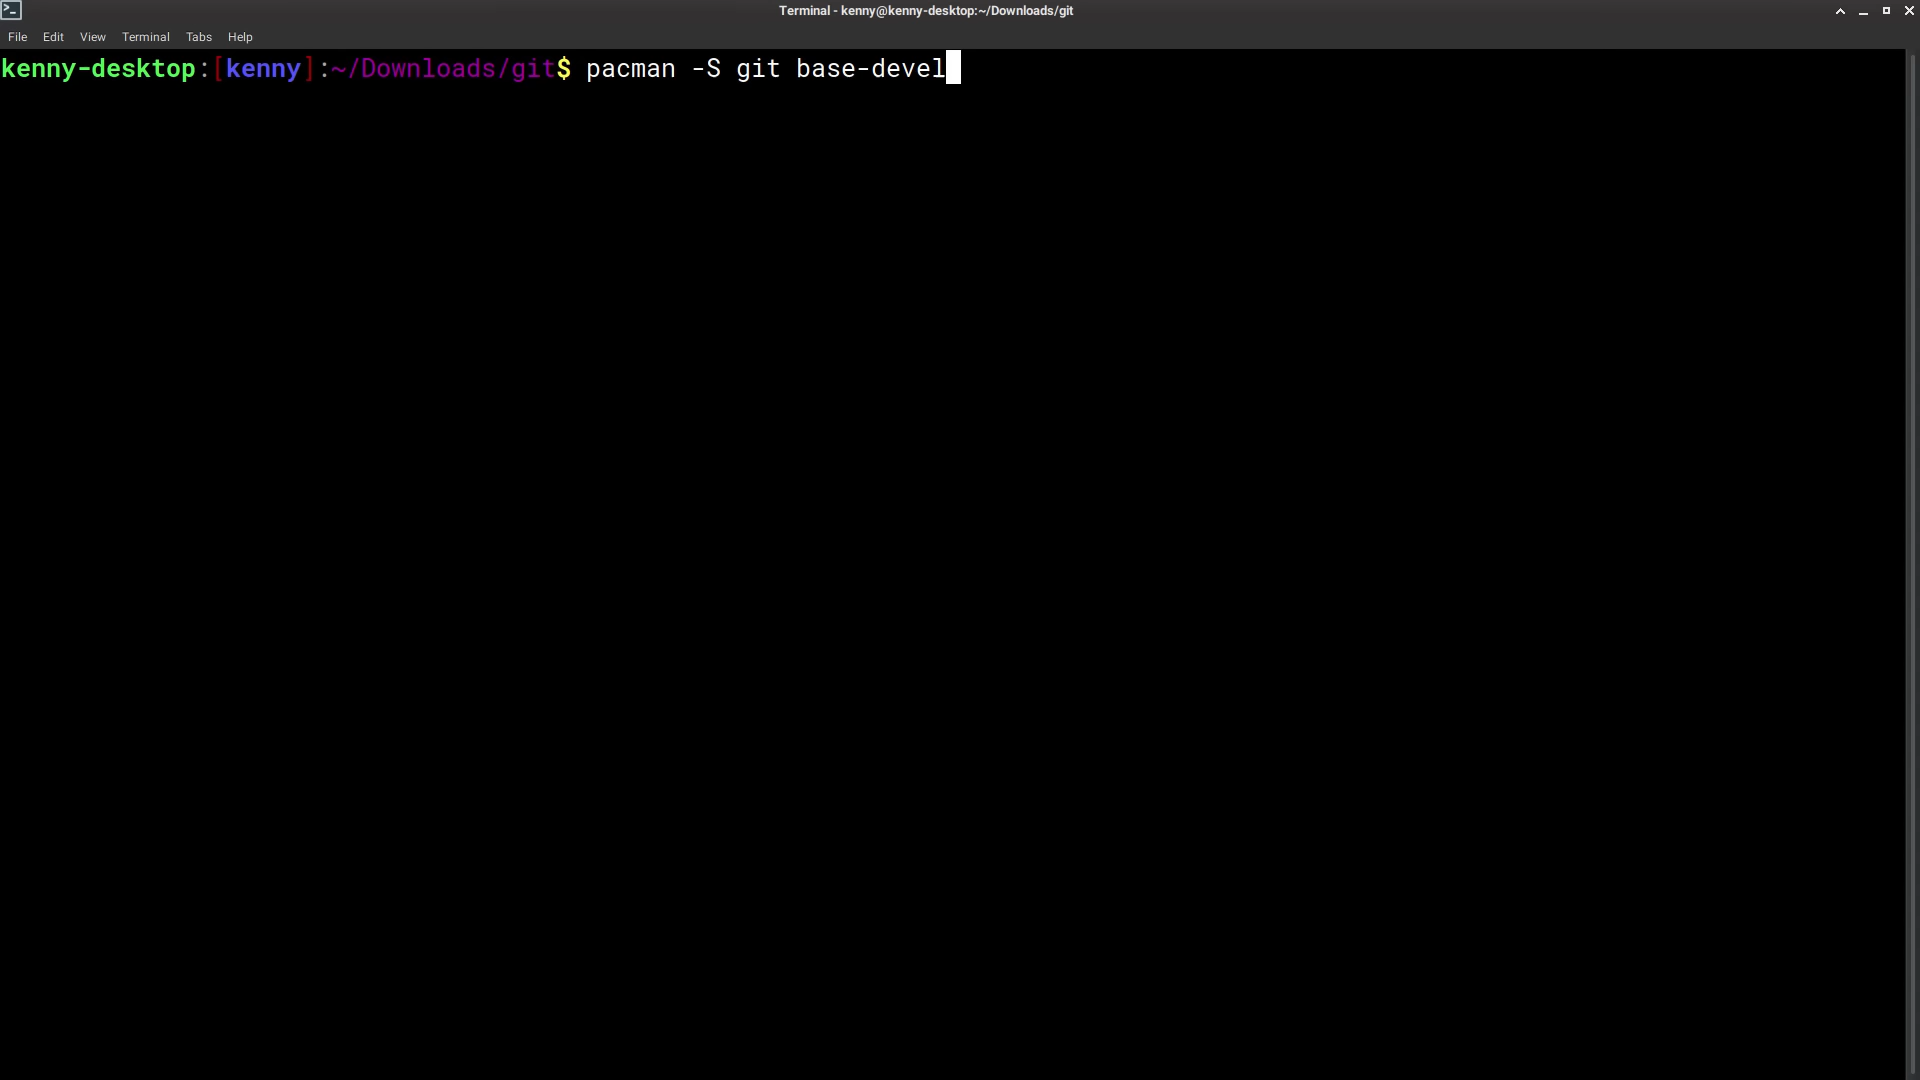 Terminal - kenny@kenny-desktop:~/Downloads/git
File Edit View Terminal Tabs Help
kenny-desktop:[kenny]:~/Downloads/git$ pacman -S git base-devel